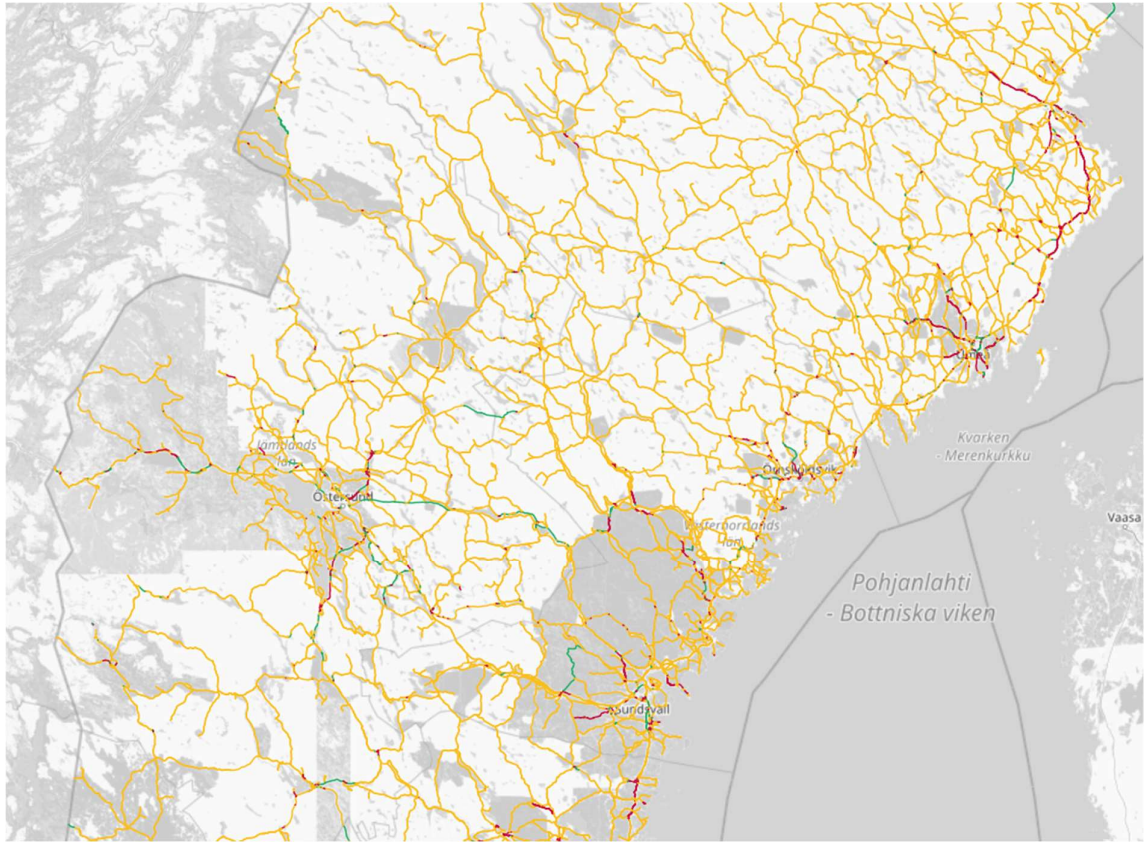 Umeå
Kvarken
- Merenkurkku
Jämtlands
län
Örnsköldsvik
Östersund
Vaasa
Västernorrlands
län
Pohjanlahti
- Bottniska viken
Sundsvall